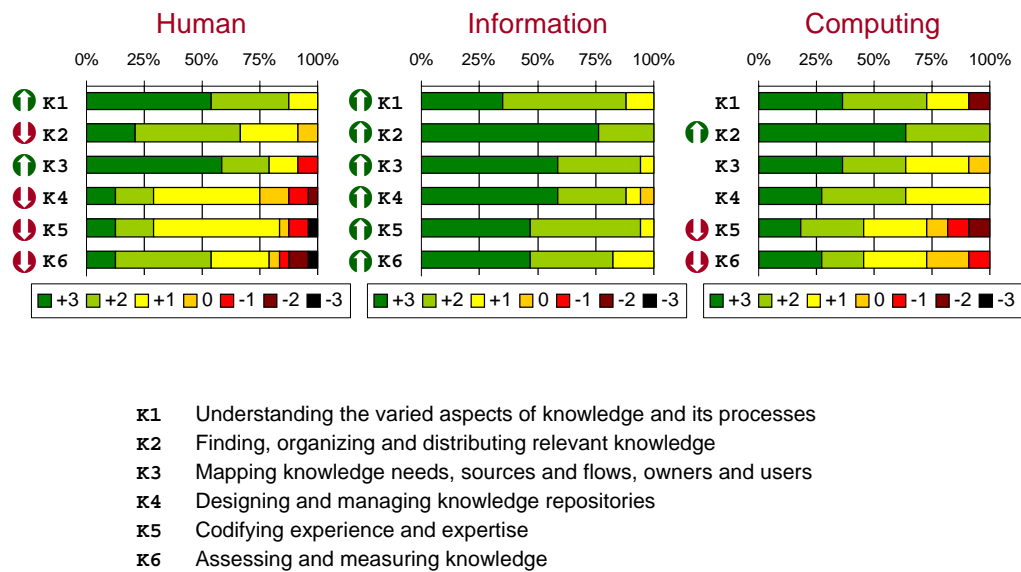 Human Information Computing
0% 25% 50% 75% 100% 0% 25% 50% 75% 100% 0% 25% 50% 75% 100%
K1 K1 K1
K2 K2 K2
K3 K3 K3
K4 K4 K4
K5 K5 K5
K6 K6 K6
+3 +2 +1 0 -1 -2 -3 +3 +2 +1 0 -1 -2 -3 +3 +2 +1 0 -1 -2 -3
K1 Understanding the varied aspects of knowledge and its processes
K2 Finding, organizing and distributing relevant knowledge
K3 Mapping knowledge needs, sources and flows, owners and users
K4 Designing and managing knowledge repositories
K5 Codifying experience and expertise
K6 Assessing and measuring knowledge